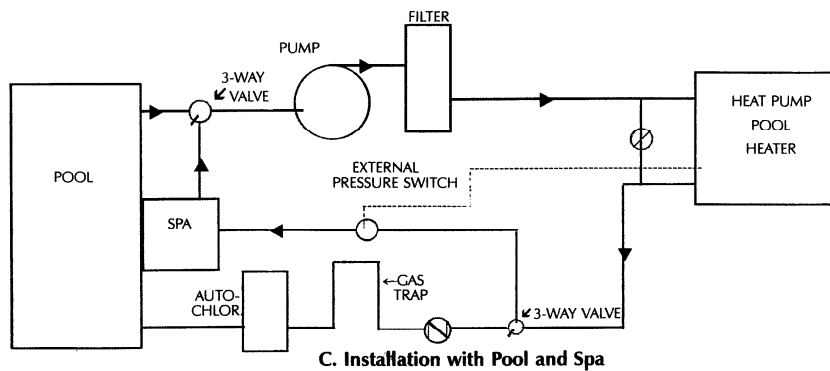 FILTER
PUMP
3-WAY
VALVE
HEAT PUMP
POOL
HEATER
EXTERNAL
PRESSURE SWITCH
POOL
SPA
AUTO-
CHLOR.
←GAS
TRAP
3-WAY VALVE
C. Installation with Pool and Spa